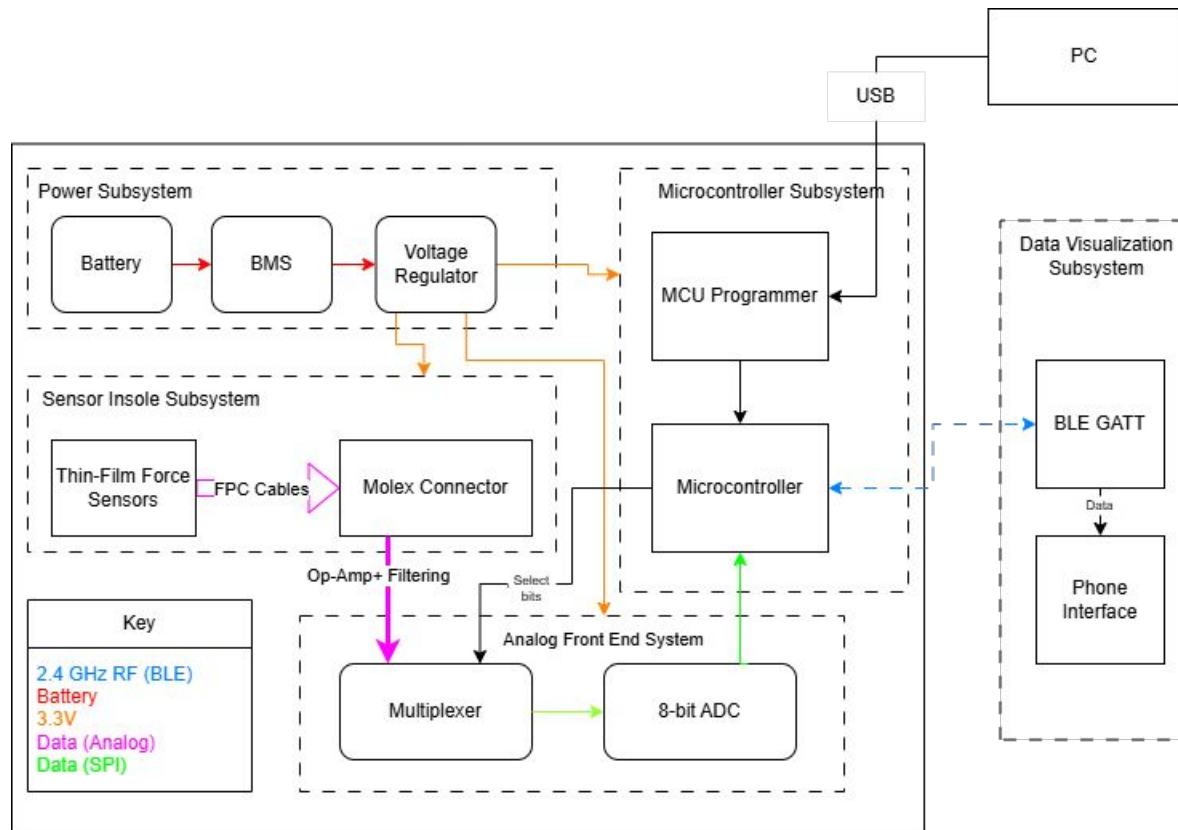 PC
USB
Power Subsystem
Battery
BMS
Voltage
Regulator
Microcontroller Subsystem
MCU Programmer
Microcontroller
Data Visualization
Subsystem
BLE GATT
Data
Phone
Interface
Sensor Insole Subsystem
Thin-Film Force
Sensors
FPC Cables
Molex Connector
Op-Amp+ Filtering
Select
bits
Analog Front End System
Multiplexer
8-bit ADC
Key
2.4 GHz RF (BLE)
Battery
3.3V
Data (Analog)
Data (SPI)